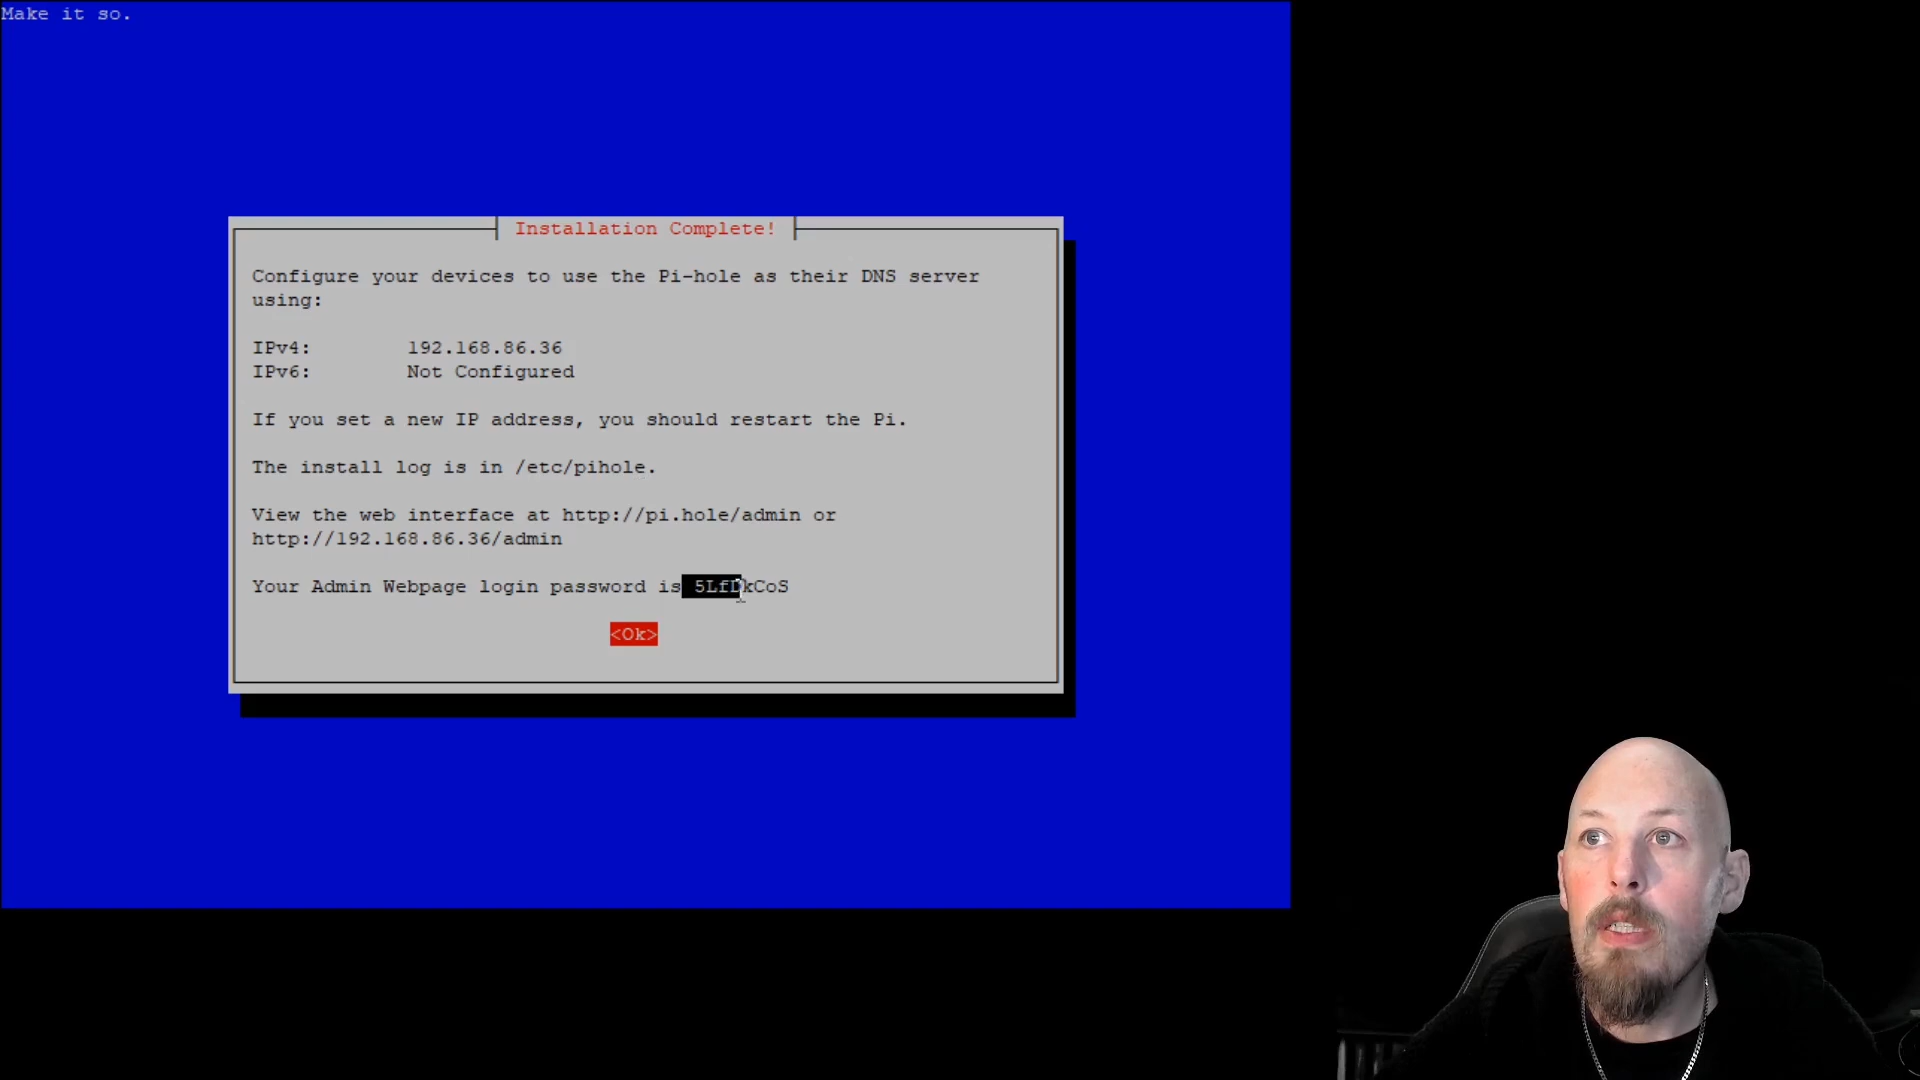 Make it so.
Installation Complete!
Configure your devices to use the Pi-hole as their DNS server
using:
IPv4: 192.168.86.36
IPv6: Not Configured
If you set a new IP address, you should restart the Pi.
The install log is in /etc/pihole.
View the web interface at http://pi.hole/admin or
http://192.168.86.36/admin
Your Admin Webpage login password is 5LfDkCoS
<Ok>